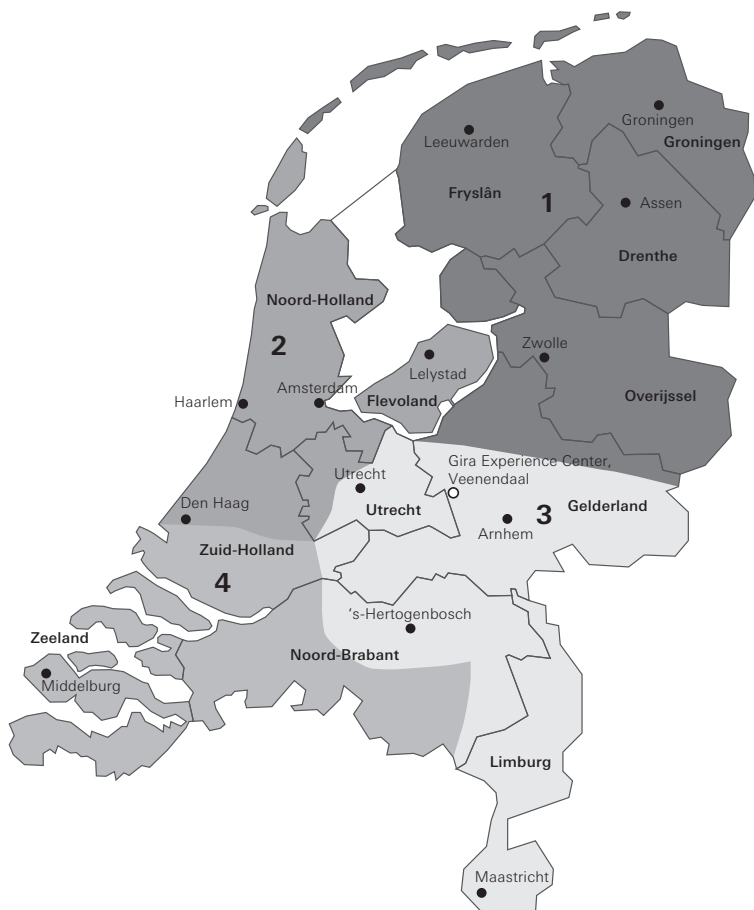 Groningen
Leeuwarden
Groningen
Fryslân
1
Assen
Drenthe
Noord-Holland
2
Zwolle
Lelystad
Amsterdam
Haarlem
Flevoland
Overijssel
Gira Experience Center,
Veenendaal
Utrecht
Den Haag
Utrecht
3
Gelderland
Arnhem
Zuid-Holland
4
's-Hertogenbosch
Zeeland
Noord-Brabant
Middelburg
Limburg
Maastricht